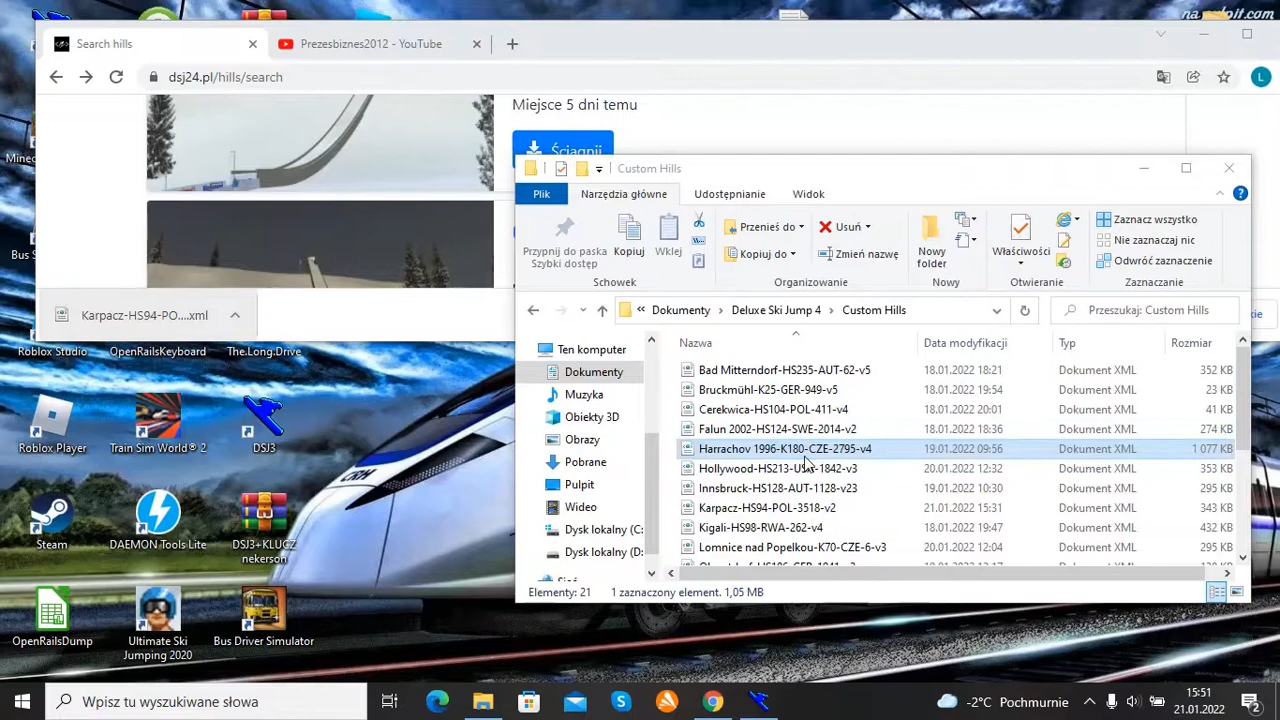 na-pulpit.com
Search hills
Prezesbiznes2012 - YouTube
dsj24.pl/hills/search
L
Miejsce 5 dni temu
Ściągnij
Karpacz-HS94-PO....xml
Custom Hills
Plik
Narzędzia główne
Udostępnianie
Widok
Przypnij do paska
Szybki dostęp
Kopiuj
Wklej
Przenieś do
Kopiuj do
Usuń
Zmień nazwę
Nowy
folder
Właściwości
Zaznacz wszystko
Nie zaznaczaj nic
Odwróć zaznaczenie
Schowek
Organizowanie
Nowy
Otwieranie
Zaznaczanie
« Dokumenty
Deluxe Ski Jump 4
Custom Hills
Przeszukaj: Custom Hills
Ten komputer
Dokumenty
Muzyka
Obiekty 3D
Obrazy
Pobrane
Pulpit
Wideo
Dysk lokalny (C:
Dysk lokalny (D:
Nazwa Data modyfikacji Typ Rozmiar
Bad Mitterndorf-HS235-AUT-62-v5 18.01.2022 18:21 Dokument XML 352 KB
Bruckmühl-K25-GER-949-v5 18.01.2022 19:54 Dokument XML 23 KB
Cerekwica-HS104-POL-411-v4 18.01.2022 20:01 Dokument XML 41 KB
Falun 2002-HS124-SWE-2014-v2 18.01.2022 18:36 Dokument XML 274 KB
Harrachov 1996-K180-CZE-2795-v4 19.01.2022 09:56 Dokument XML 1 077 KB
Hollywood-HS213-USA-1842-v3 20.01.2022 12:32 Dokument XML 353 KB
Innsbruck-HS128-AUT-1128-v23 19.01.2022 10:30 Dokument XML 295 KB
Karpacz-HS94-POL-3518-v2 21.01.2022 15:31 Dokument XML 343 KB
Kigali-HS98-RWA-262-v4 18.01.2022 19:47 Dokument XML 432 KB
Lomnice nad Popelkou-K70-CZE-6-v3 20.01.2022 12:04 Dokument XML 295 KB
Elementy: 21
1 zaznaczony element. 1,05 MB
Roblox Studio
OpenRailsKeyboard
The.Long.Drive
Roblox Player
Train Sim World® 2
DSJ3
Steam
DAEMON Tools Lite
DSJ3+KLUCZ
nekerson
OpenRailsDump
Ultimate Ski
Jumping 2020
Bus Driver Simulator
Wpisz tu wyszukiwane słowa
-2°C Pochmurnie
15:51
21.01.2022
2